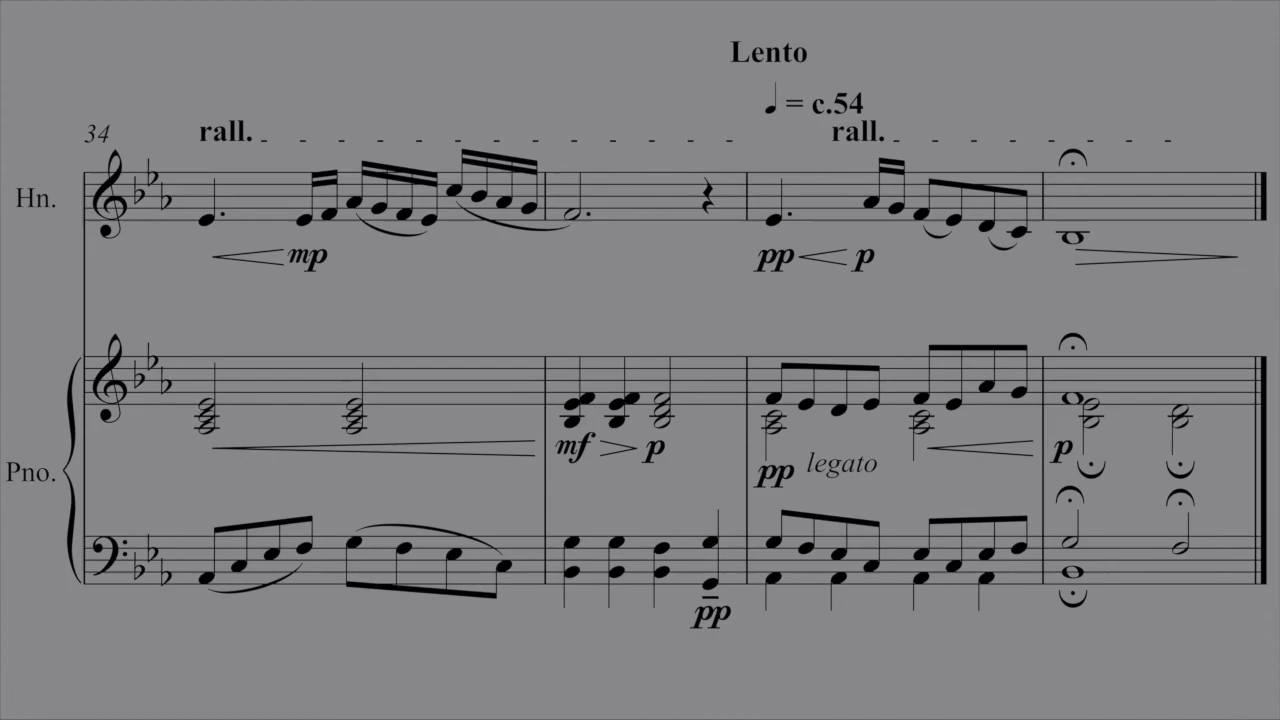 Lento
= c.54
34 rall. rall.
Hn.
mp pp p
Pno.
mf p pp legato p
pp